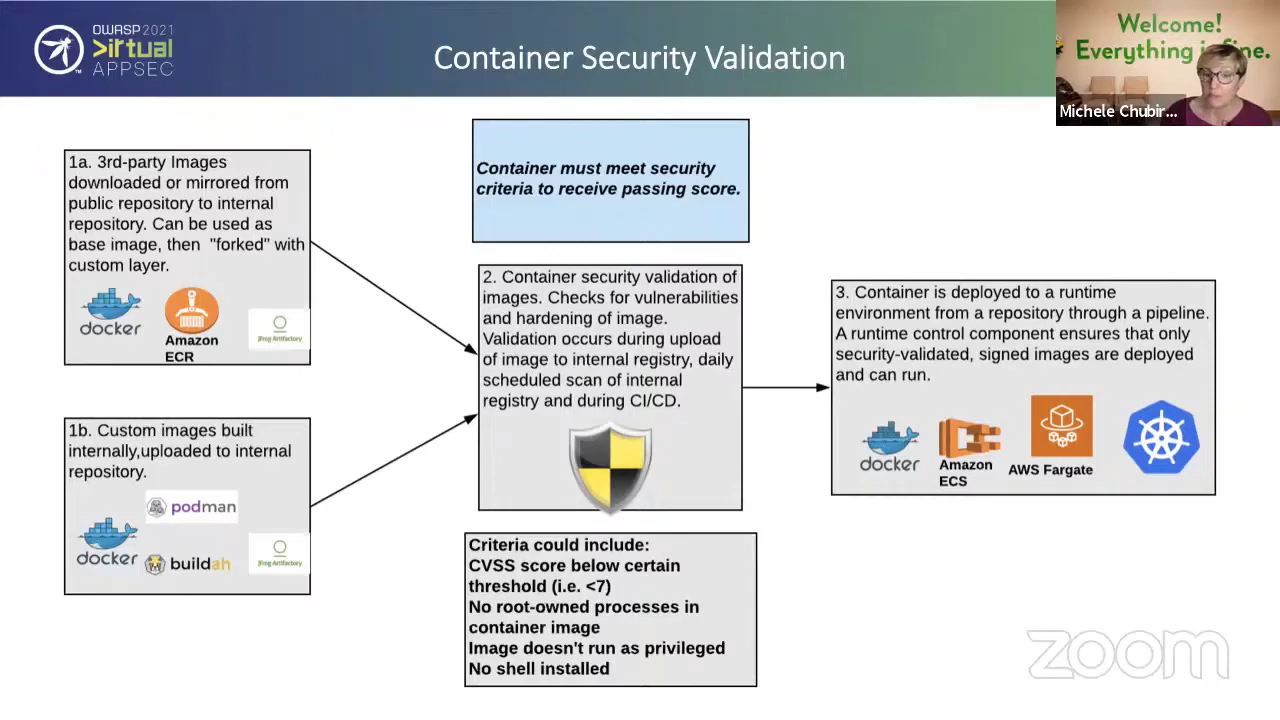 OWASP 2021
>irtual
APPSEC
Container Security Validation
Welcome!
Everything is fine.
Michele Chubir...
1a. 3rd-party Images
downloaded or mirrored from
public repository to internal
repository. Can be used as
base image, then "forked" with
custom layer.
docker
Amazon
ECR
JFrog Artifactory
1b. Custom images built
internally,uploaded to internal
repository.
podman
docker
buildah
JFrog Artifactory
Container must meet security
criteria to receive passing score.
2. Container security validation of
images. Checks for vulnerabilities
and hardening of image.
Validation occurs during upload
of image to internal registry, daily
scheduled scan of internal
registry and during CI/CD.
Criteria could include:
CVSS score below certain
threshold (i.e. <7)
No root-owned processes in
container image
Image doesn't run as privileged
No shell installed
3. Container is deployed to a runtime
environment from a repository through a pipeline.
A runtime control component ensures that only
security-validated, signed images are deployed
and can run.
docker
Amazon
ECS
AWS Fargate
zoom